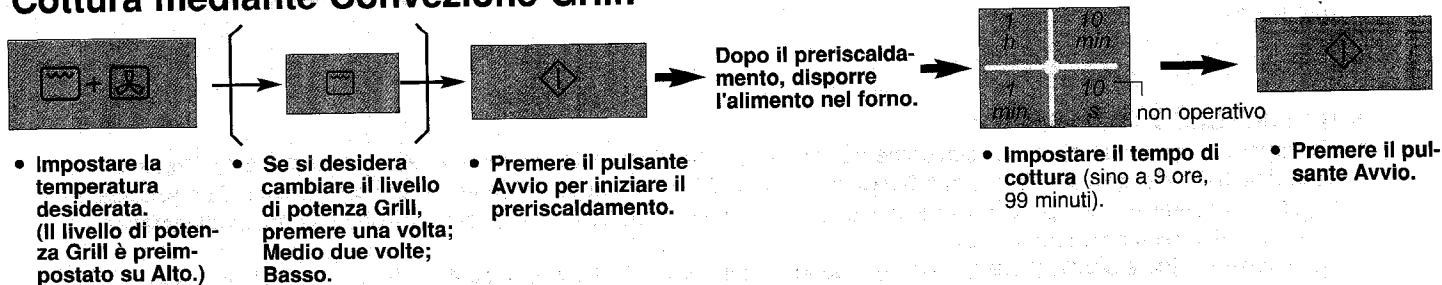 Cottura mediante Convezione Grill
+
Dopo il preriscalda-
mento, disporre
l'alimento nel forno.
1
h
10
min
1
min
10
s
non operativo
• Impostare la
temperatura
desiderata.
(Il livello di poten-
za Grill è preim-
postato su Alto.)
• Se si desidera
cambiare il livello
di potenza Grill,
premere una volta;
Medio due volte;
Basso.
• Premere il pulsante
Avvio per iniziare il
preriscaldamento.
• Impostare il tempo di
cottura (sino a 9 ore,
99 minuti).
• Premere il pul-
sante Avvio.